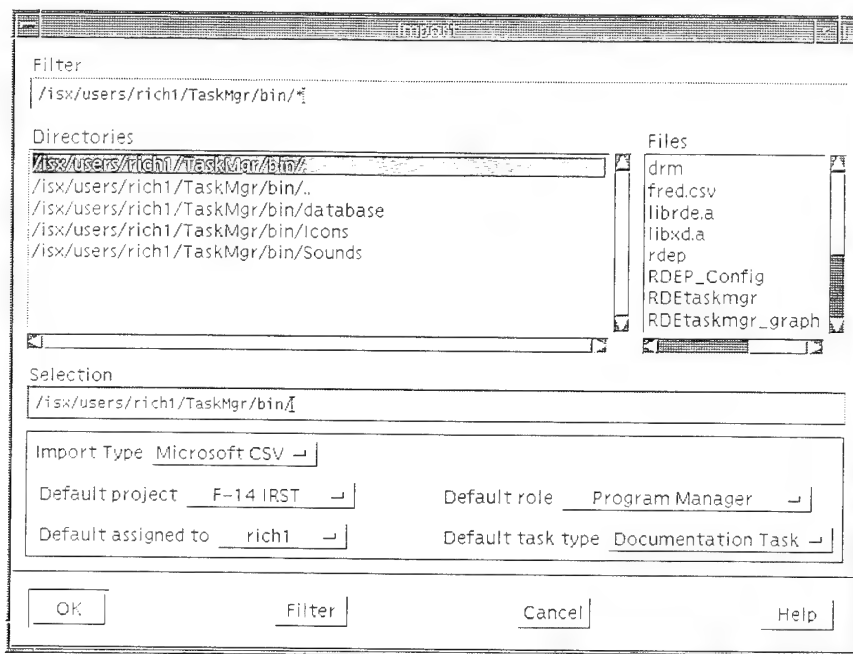 Import
Filter
/isx/users/rich1/TaskMgr/bin/*
Directories
/isx/users/rich1/TaskMgr/bin/.
/isx/users/rich1/TaskMgr/bin/..
/isx/users/rich1/TaskMgr/bin/database
/isx/users/rich1/TaskMgr/bin/Icons
/isx/users/rich1/TaskMgr/bin/Sounds
Files
drm
fred.csv
librde.a
libxd.a
rdep
RDEP_Config
RDEtaskmgr
RDEtaskmgr_graph
Selection
/isx/users/rich1/TaskMgr/bin/
Import Type Microsoft CSV
Default project F-14 IRST Default role Program Manager
Default assigned to rich1 Default task type Documentation Task
OK Filter Cancel Help